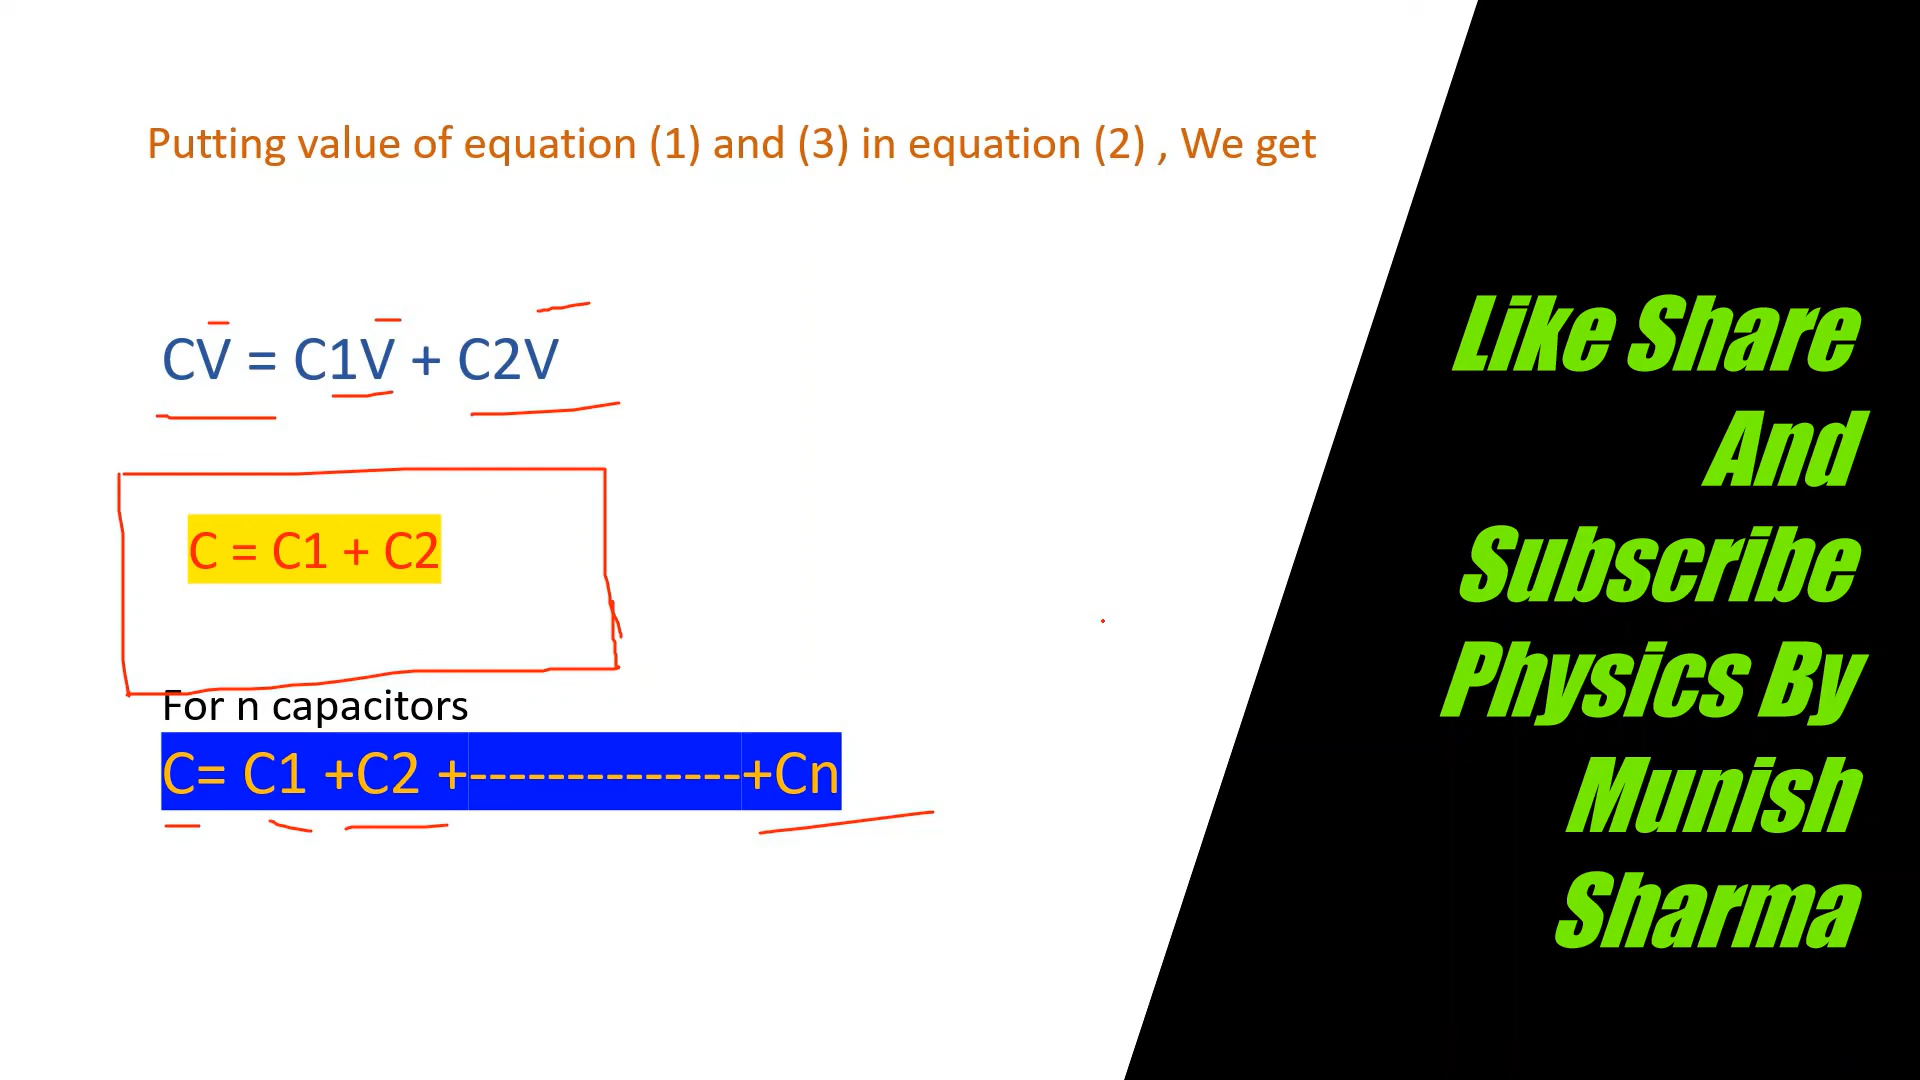 Putting value of equation (1) and (3) in equation (2) , We get
CV = C1V + C2V
C = C1 + C2
For n capacitors
C= C1 +C2 +--------------+Cn
Like Share
And
Subscribe
Physics By
Munish
Sharma